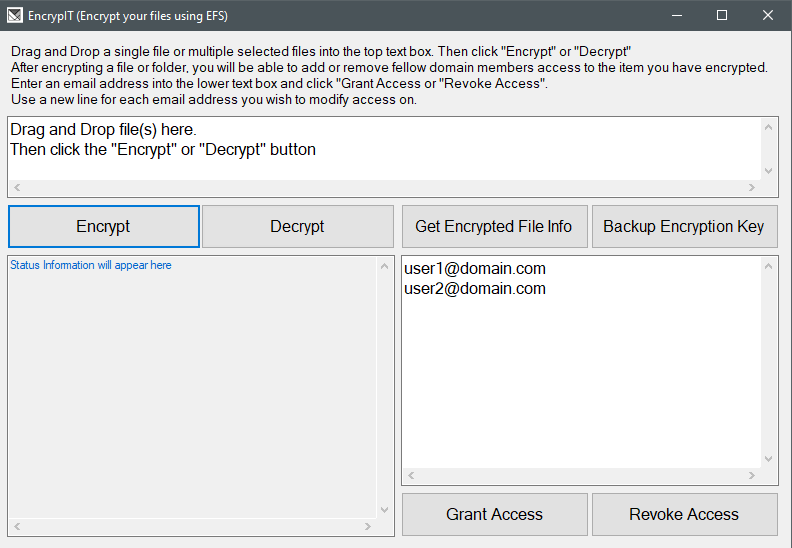 EncrypIT (Encrypt your files using EFS)
Drag and Drop a single file or multiple selected files into the top text box. Then click "Encrypt" or "Decrypt"
After encrypting a file or folder, you will be able to add or remove fellow domain members access to the item you have encrypted.
Enter an email address into the lower text box and click "Grant Access or "Revoke Access".
Use a new line for each email address you wish to modify access on.
Drag and Drop file(s) here.
Then click the "Encrypt" or "Decrypt" button
Encrypt
Decrypt
Get Encrypted File Info
Backup Encryption Key
Status Information will appear here
user1@domain.com
user2@domain.com
Grant Access
Revoke Access